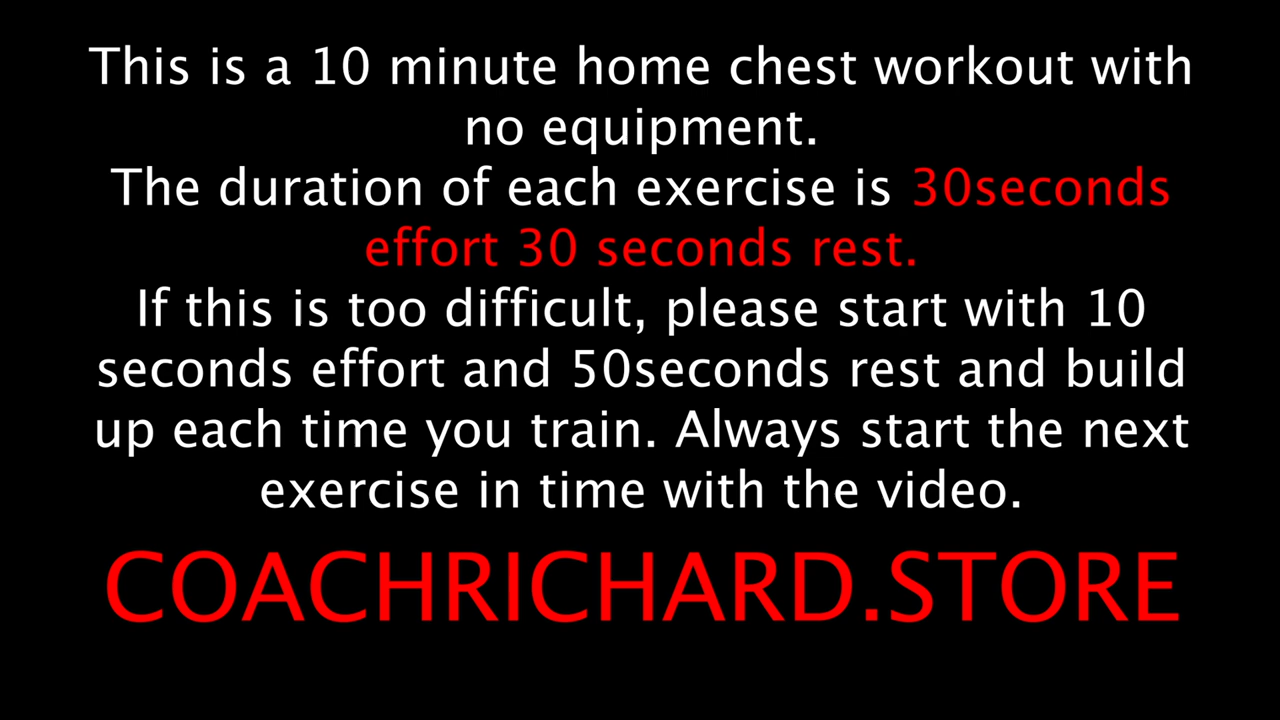 This is a 10 minute home chest workout with
no equipment.
The duration of each exercise is 30seconds
effort 30 seconds rest.
If this is too difficult, please start with 10
seconds effort and 50seconds rest and build
up each time you train. Always start the next
exercise in time with the video.
COACHRICHARD.STORE